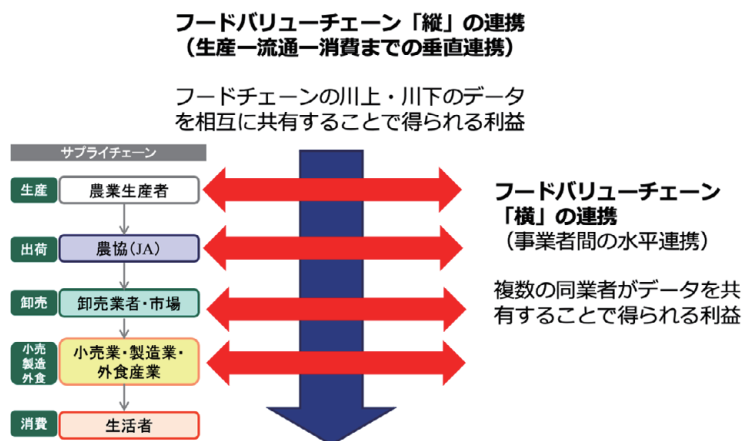 フードバリューチェーン「縦」の連携
（生産ー流通ー消費までの垂直連携）
フードチェーンの川上・川下のデータ
を相互に共有することで得られる利益
サプライチェーン
生産
農業生産者
出荷
農協（JA）
卸売
卸売業者・市場
小売
製造
外食
小売業・製造業・
外食産業
消費
生活者
フードバリューチェーン
「横」の連携
（事業者間の水平連携）
複数の同業者がデータを共
有することで得られる利益